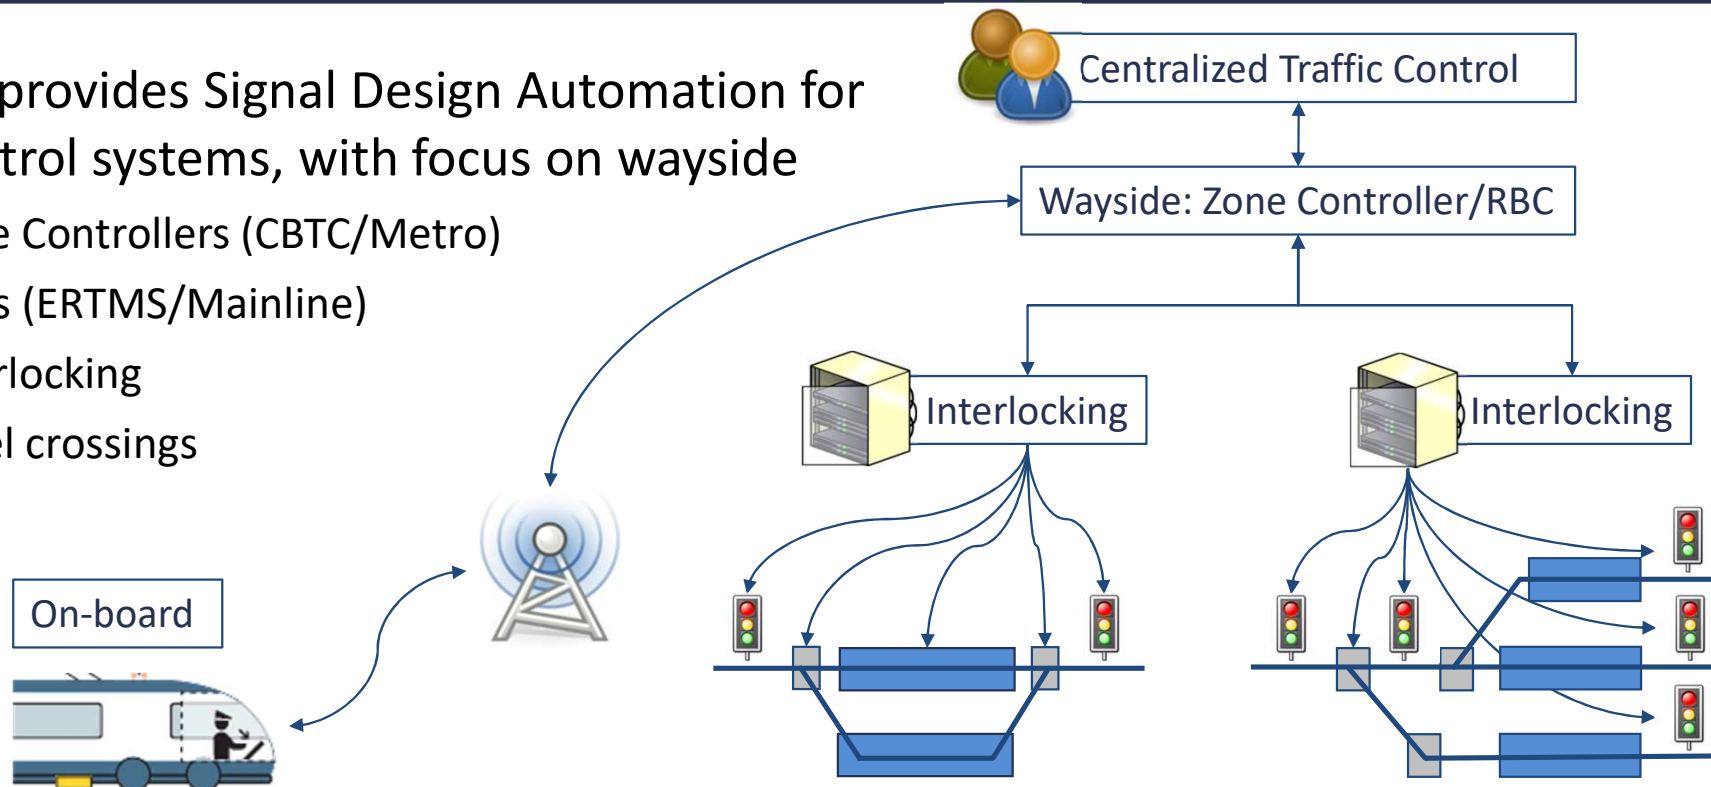 provides Signal Design Automation for
trol systems, with focus on wayside
e Controllers (CBTC/Metro)
s (ERTMS/Mainline)
rlocking
el crossings
Centralized Traffic Control
Wayside: Zone Controller/RBC
Interlocking
Interlocking
On-board